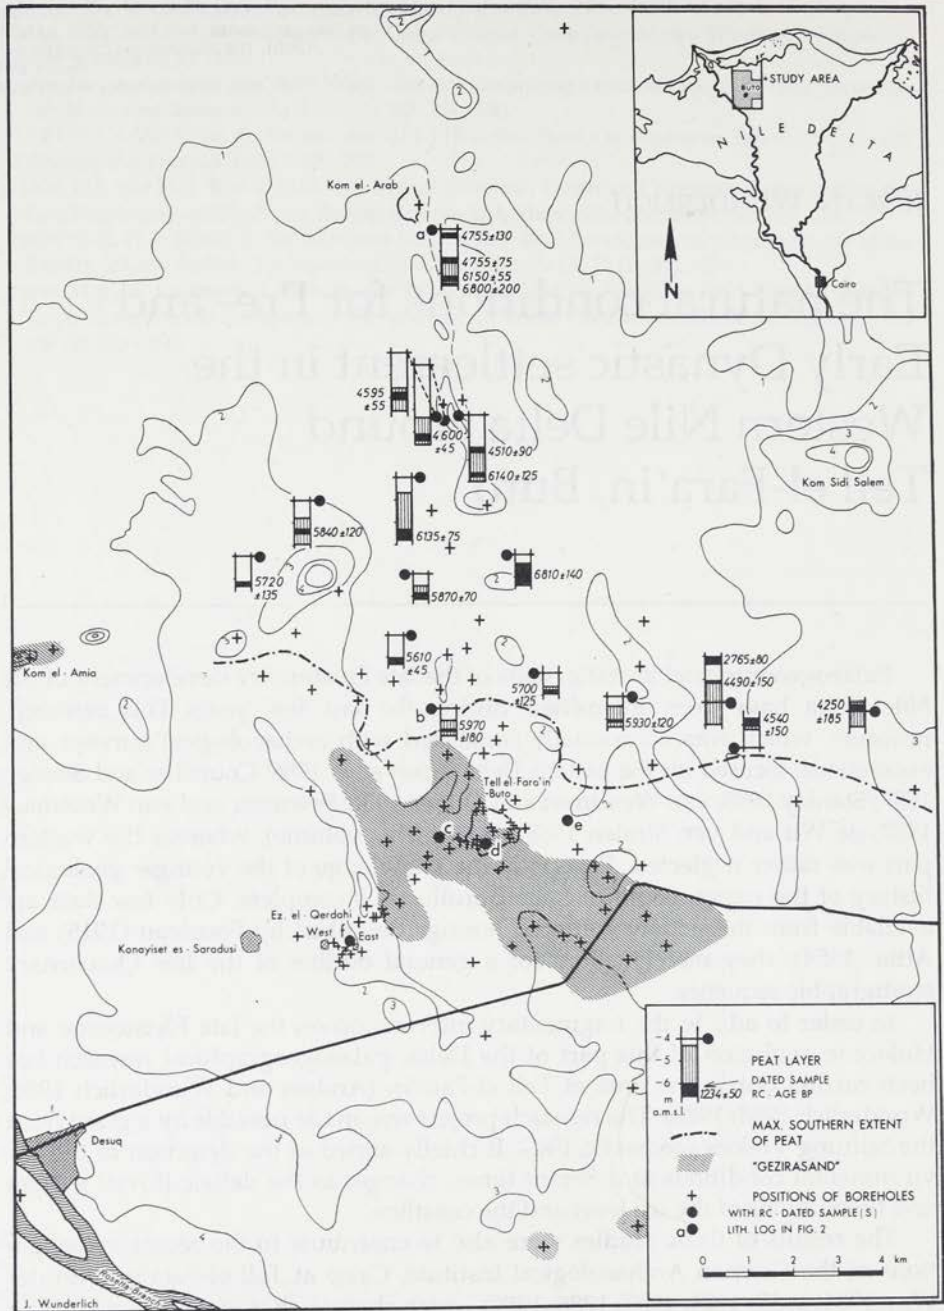 STUDY AREA
BUTO
NILE DELTA
Cairo
N
Kom el-Arab
a
4755±130
4755±75
6150±55
6800±200
4595
±55
4600
±45
4510±90
6140±125
Kom Sidi Salem
6135±75
5840±120
5720
±135
6810±140
5870±70
Kom el-Amia
5610
±45
5700
±125
b
5970
±180
5930±120
2765±80
4490±150
4540
±150
4250
±185
Tell el-Fara'in
-Buto-
c
d
Ez. el-Qerdahi
West
f
East
e
Konayiset es-Saradusi
Desuq
Rosetta Branch
-4
-5
-6
m
a.m.s.l.
PEAT LAYER
DATED SAMPLE
RC-AGE BP
1234±50
MAX. SOUTHERN EXTENT
OF PEAT
"GEZIRASAND"
POSITIONS OF BOREHOLES
WITH RC-DATED SAMPLE(S)
a LITH. LOG IN FIG. 2
0 1 2 3 4 km
J. Wunderlich